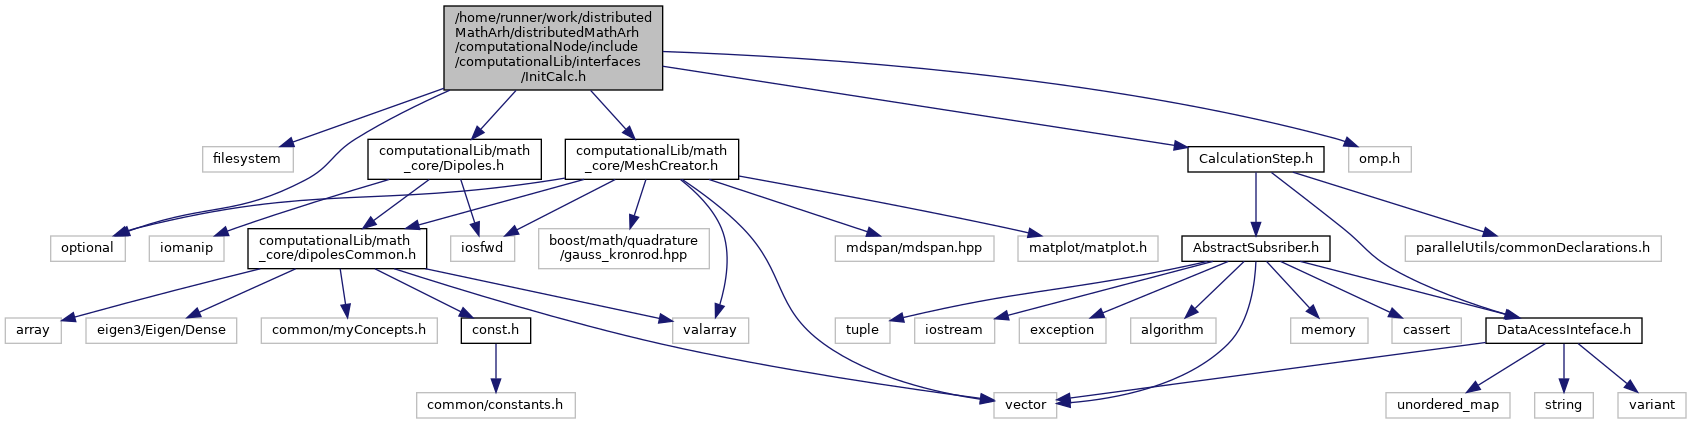 /home/runner/work/distributed
MathArh/distributedMathArh
/computationalNode/include
/computationalLib/interfaces
/InitCalc.h
filesystem
computationalLib/math
_core/Dipoles.h
computationalLib/math
_core/MeshCreator.h
CalculationStep.h
omp.h
optional
iomanip
computationalLib/math
_core/dipolesCommon.h
iosfwd
boost/math/quadrature
/gauss_kronrod.hpp
mdspan/mdspan.hpp
matplot/matplot.h
AbstractSubsriber.h
parallelUtils/commonDeclarations.h
array
eigen3/Eigen/Dense
common/myConcepts.h
const.h
valarray
tuple
iostream
exception
algorithm
memory
cassert
DataAcessInteface.h
common/constants.h
vector
unordered_map
string
variant